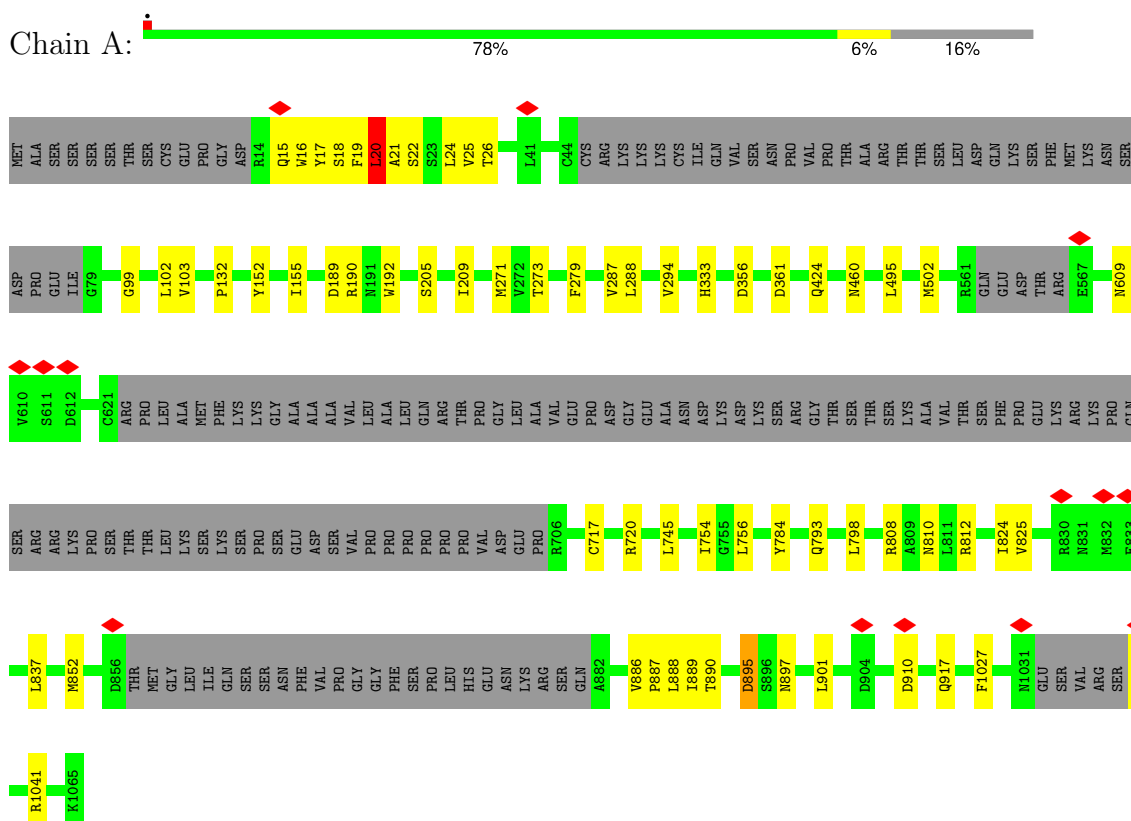 Chain A:
78% 6% 16%
MET ALA SER SER SER SER THR SER CYS GLU PRO GLY ASP R14 Q15 W16 Y17 S18 F19 L20 A21 S22 S23 L24 V25 T26 L41 C44 CYS ARG LYS LYS LYS CYS ILE GLN VAL SER ASN PRO VAL PRO THR ALA ARG THR THR SER LEU ASP GLN LYS SER PHE MET LYS ASN SER
ASP PRO GLU ILE G79 G99 L102 V103 P132 Y152 I155 D189 R190 N191 W192 S205 I209 M271 V272 T273 F279 V287 L288 V294 H333 D356 D361 Q424 N460 L495 M502 R561 GLN GLU ASP THR ARG E567 N609
V610 S611 D612 C621 ARG PRO LEU ALA MET PHE LYS LYS GLY ALA ALA ALA VAL LEU ALA LEU GLN ARG THR PRO GLY LEU ALA VAL GLU PRO ASP GLY GLU ALA ASN ASP LYS ASP LYS SER ARG GLY THR SER THR SER LYS ALA VAL THR SER PHE PRO GLU LYS ARG LYS PRO GLN
SER ARG ARG LYS PRO SER THR THR LEU LYS SER LYS SER PRO SER GLU ASP SER VAL PRO PRO PRO PRO PRO VAL ASP GLU PRO R706 C717 R720 L745 I754 G755 L756 Y784 Q793 L798 R808 A809 N810 L811 R812 I824 V825 R830 N831 M832 E833
L837 M852 D856 THR MET GLY LEU ILE GLN SER SER ASN PHE VAL PRO GLY GLY PHE SER PRO LEU HIS GLU ASN LYS ARG SER GLN A882 V886 P887 L888 I889 T890 D895 S896 N897 L901 D904 D910 Q917 F1027 N1031 GLU SER VAL ARG SER
R1041 K1065